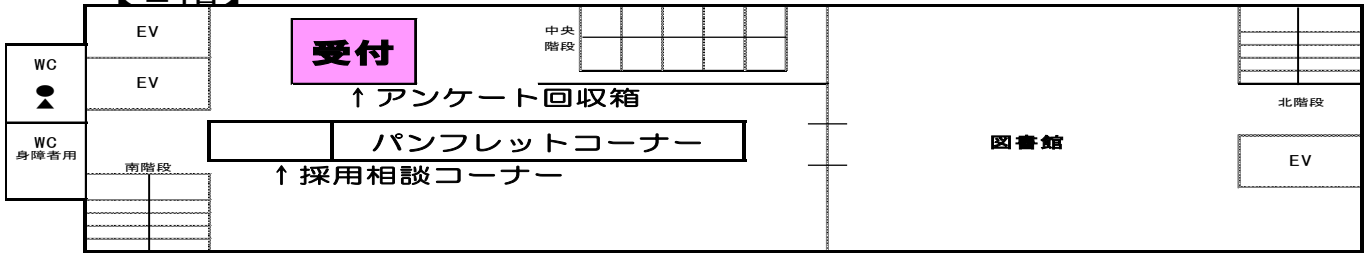 EV
EV
WC
WC
身障者用
南階段
受付
↑アンケート回収箱
パンフレットコーナー
↑採用相談コーナー
中央
階段
図書館
北階段
EV